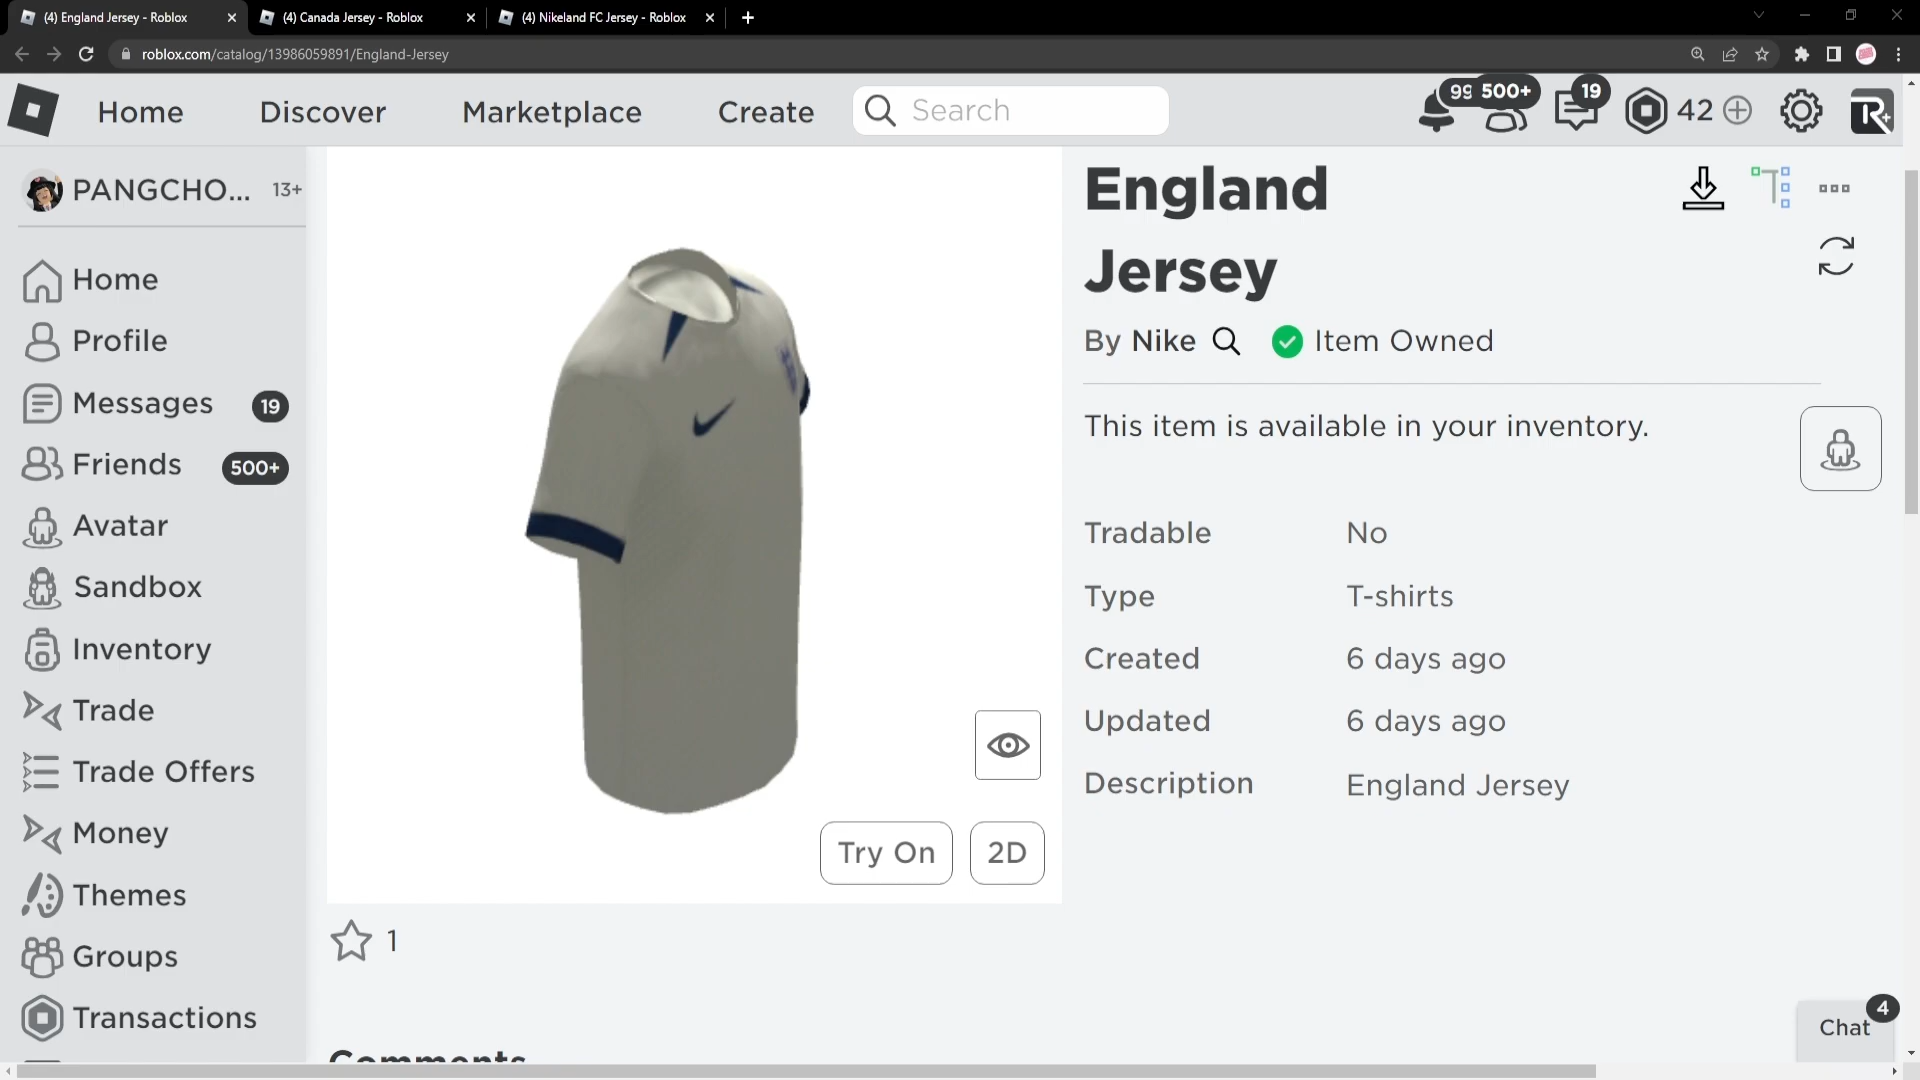 (4) England Jersey - Roblox
(4) Canada Jersey - Roblox
(4) Nikeland FC Jersey - Roblox
roblox.com/catalog/13986059891/England-Jersey
Home
Discover
Marketplace
Create
Search
99
500+
19
42
PANGCHO...
13+
Home
Profile
Messages
19
Friends
500+
Avatar
Sandbox
Inventory
Trade
Trade Offers
Money
Themes
Groups
Transactions
Try On
2D
1
Comments
England
Jersey
By Nike
Item Owned
This item is available in your inventory.
Tradable No
Type T-shirts
Created 6 days ago
Updated 6 days ago
Description England Jersey
Chat
4